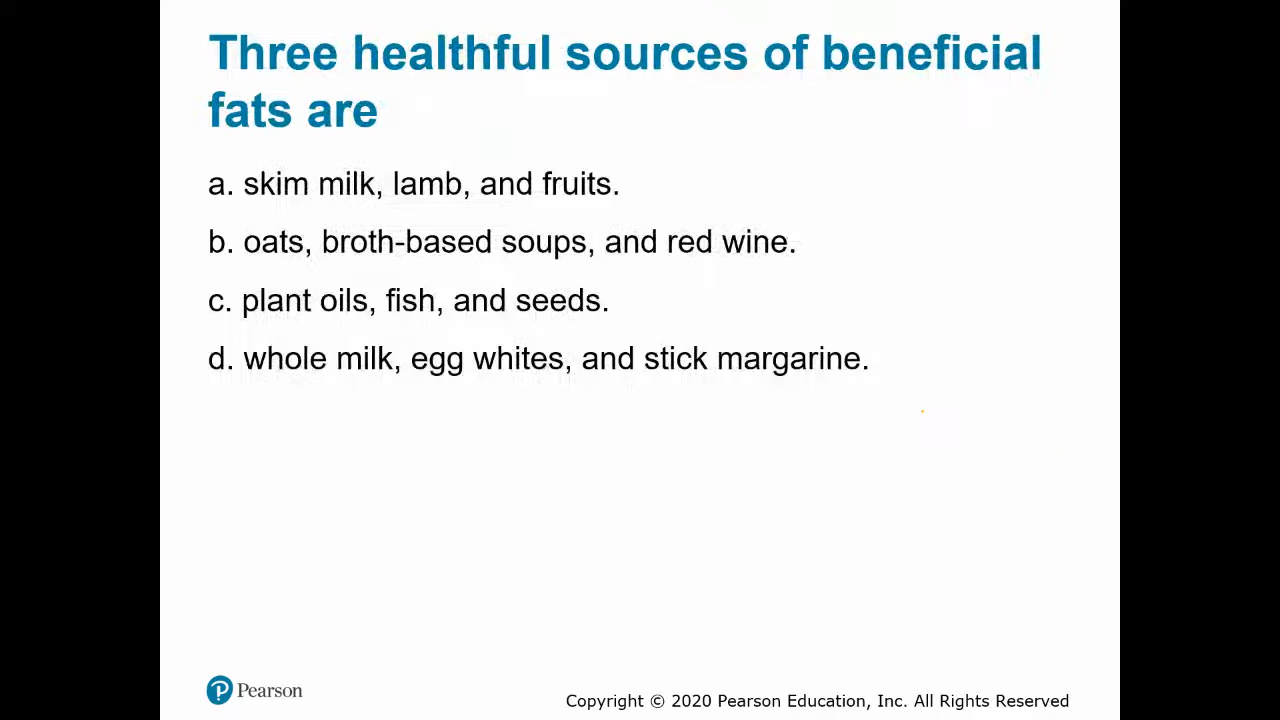 Three healthful sources of beneficial
fats are
a. skim milk, lamb, and fruits.
b. oats, broth-based soups, and red wine.
c. plant oils, fish, and seeds.
d. whole milk, egg whites, and stick margarine.
Pearson
Copyright © 2020 Pearson Education, Inc. All Rights Reserved